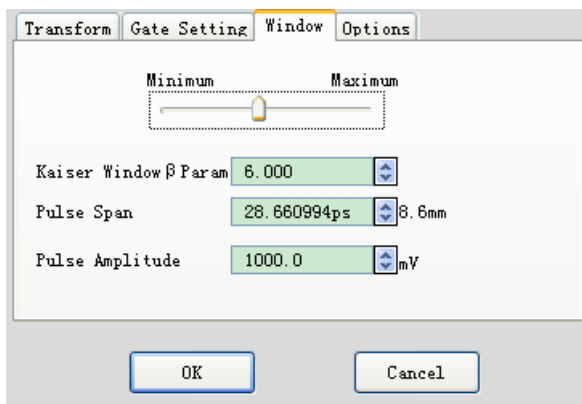 Transform Gate Setting Window Options
Minimum Maximum
Kaiser Window β Param 6.000
Pulse Span 28.660994ps 8.6mm
Pulse Amplitude 1000.0 mV
OK Cancel